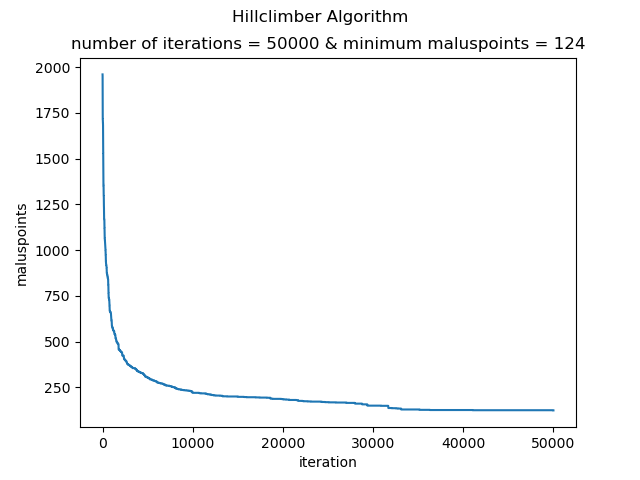 Hillclimber Algorithm
number of iterations = 50000 & minimum maluspoints = 124
2000
1750
1500
1250
1000
750
500
250
maluspoints
0 10000 20000 30000 40000 50000
iteration